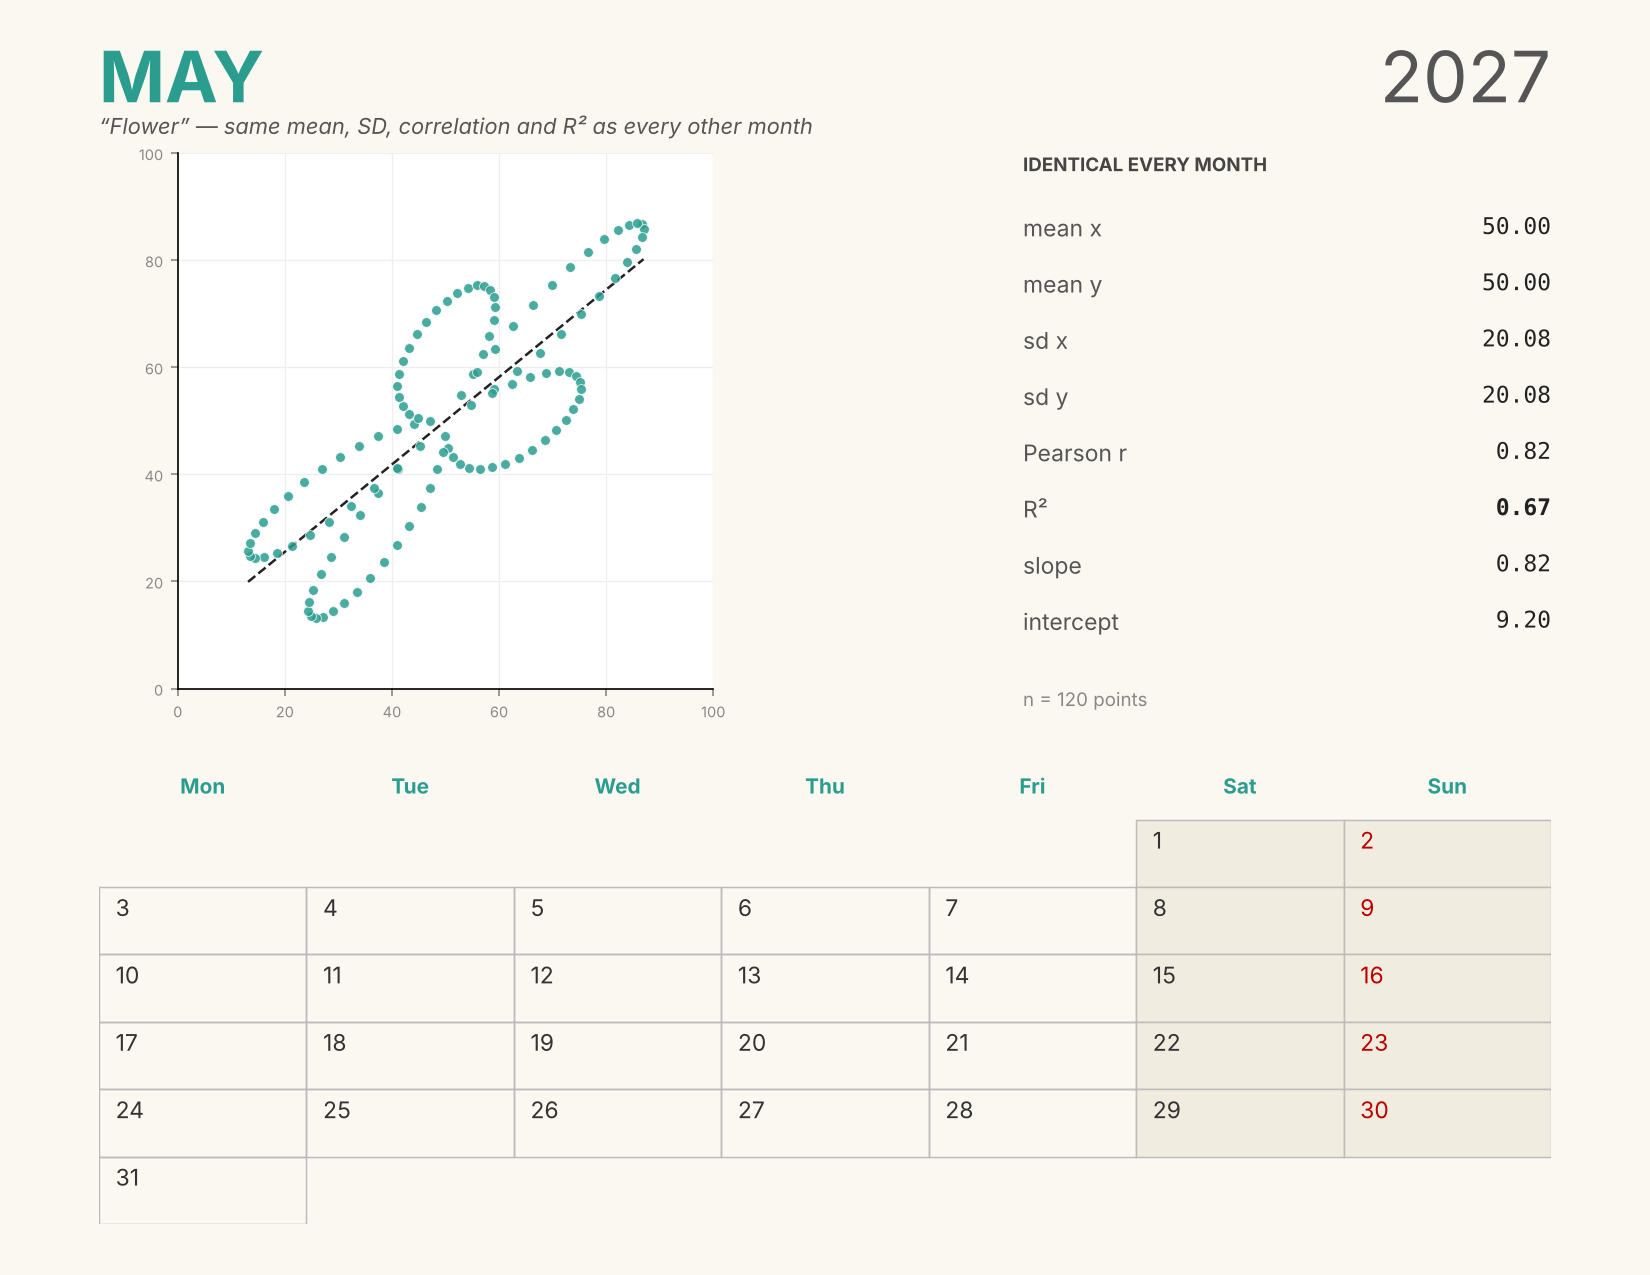 MAY 2027
“Flower” — same mean, SD, correlation and R² as every other month
100
80
60
40
20
0
0 20 40 60 80 100
IDENTICAL EVERY MONTH
mean x 50.00
mean y 50.00
sd x 20.08
sd y 20.08
Pearson r 0.82
R² 0.67
slope 0.82
intercept 9.20
n = 120 points
Mon Tue Wed Thu Fri Sat Sun
1 2
3 4 5 6 7 8 9
10 11 12 13 14 15 16
17 18 19 20 21 22 23
24 25 26 27 28 29 30
31